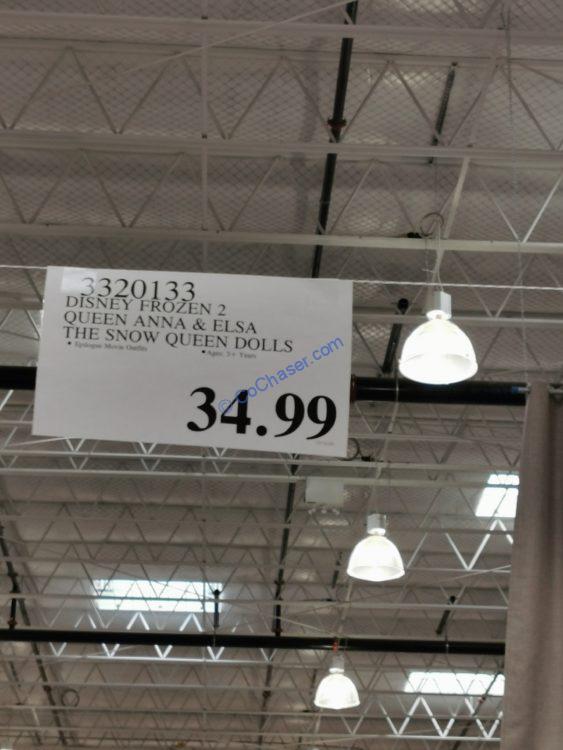 3320133
DISNEY FROZEN 2
QUEEN ANNA & ELSA
THE SNOW QUEEN DOLLS
• Epilogue Movie Outfits • Ages: 3+ Years
© CoChaser.com
34.99